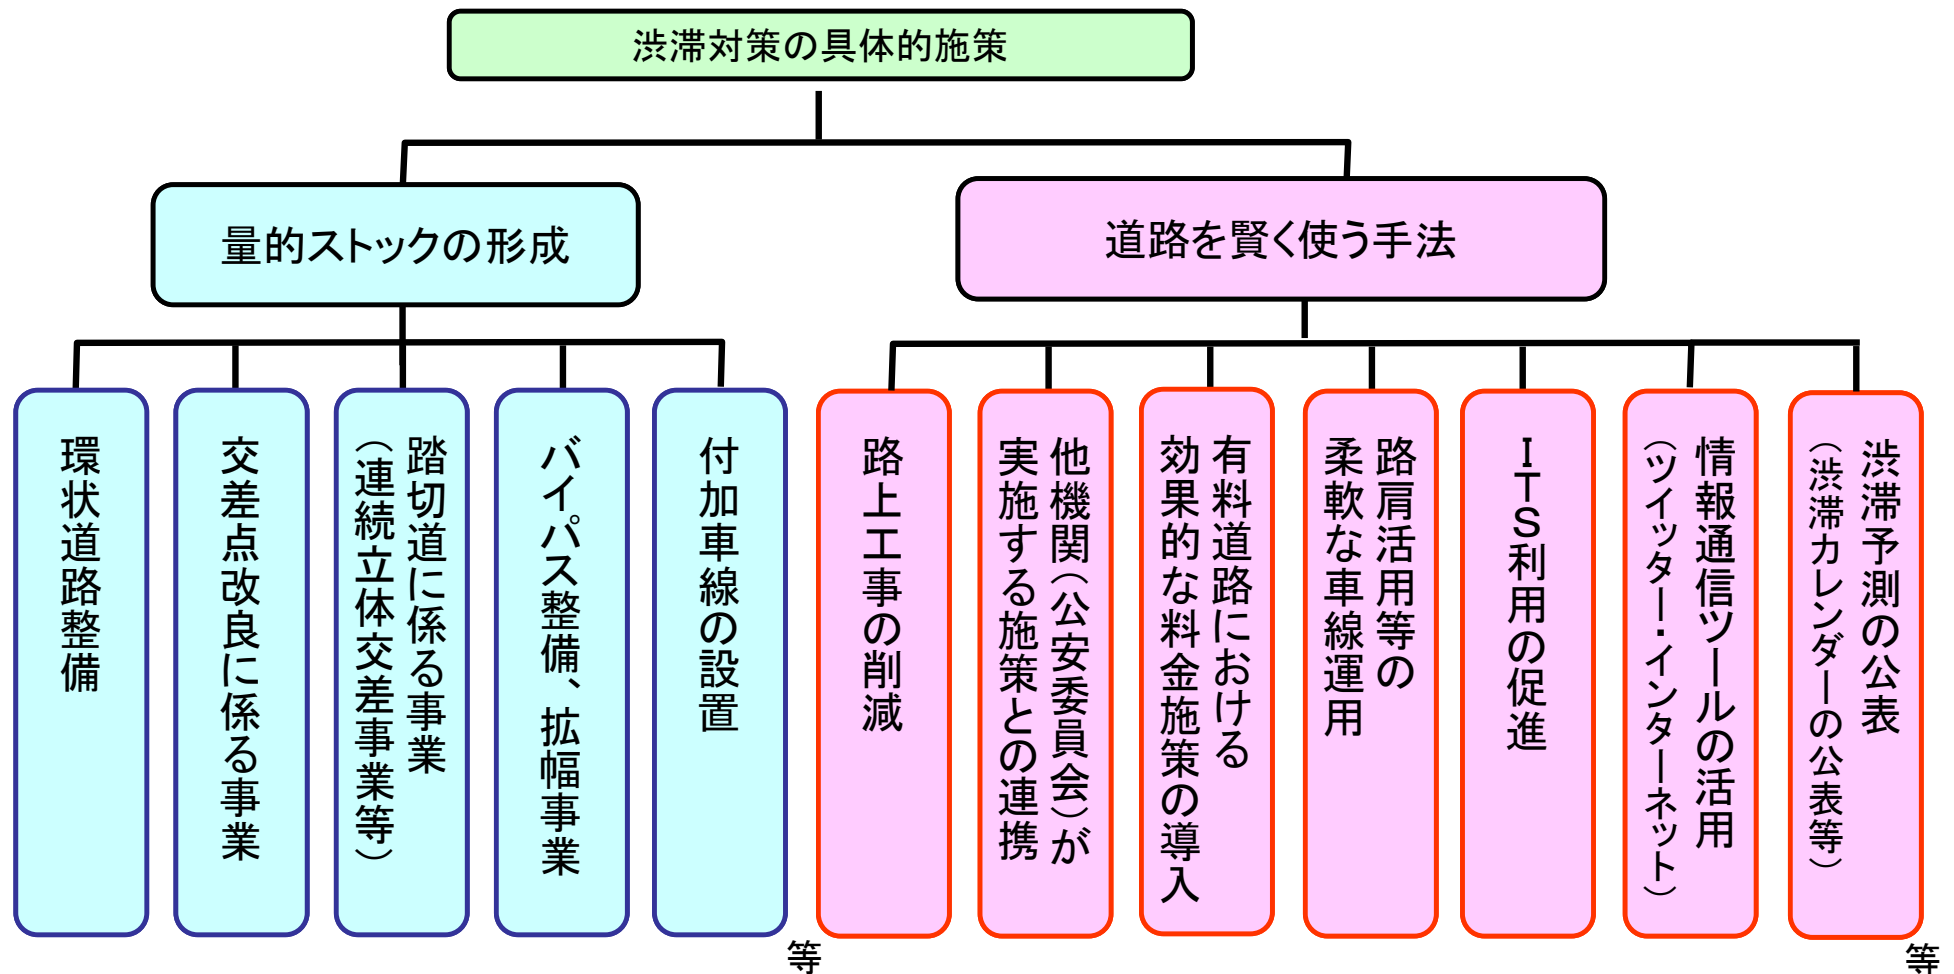 渋滞対策の具体的施策
量的ストックの形成
道路を賢く使う手法
環状道路整備
交差点改良に係る事業
踏切道に係る事業
（連続立体交差事業等）
バイパス整備、拡幅事業
付加車線の設置
等
路上工事の削減
他機関（公安委員会）が
実施する施策との連携
有料道路における
効果的な料金施策の導入
路肩活用等の
柔軟な車線運用
ＩＴＳ利用の促進
情報通信ツールの活用
（ツイッター・インターネット）
渋滞予測の公表
（渋滞カレンダーの公表等）
等